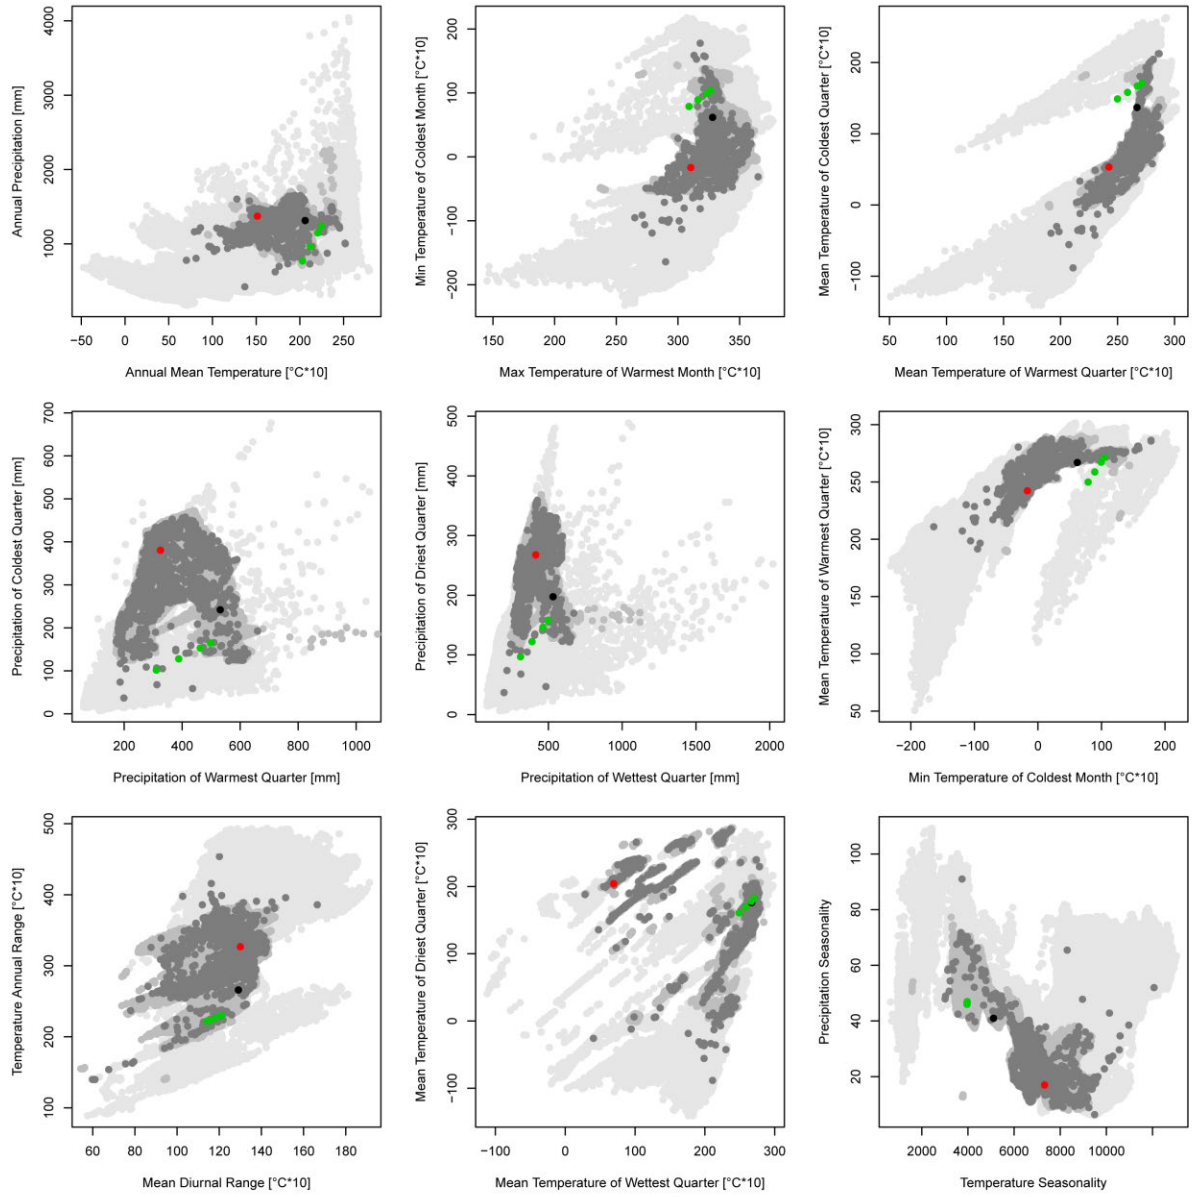 Annual Precipitation [mm]
4000
3000
2000
1000
−50 0 50 100 150 200 250
Annual Mean Temperature [°C*10]
Min Temperature of Coldest Month [°C*10]
200
100
0
−100
−200
150 200 250 300 350
Max Temperature of Warmest Month [°C*10]
Mean Temperature of Coldest Quarter [°C*10]
200
100
0
−100
50 100 150 200 250 300
Mean Temperature of Warmest Quarter [°C*10]
Precipitation of Coldest Quarter [mm]
700
600
500
400
300
200
100
0
200 400 600 800 1000
Precipitation of Warmest Quarter [mm]
Precipitation of Driest Quarter [mm]
500
400
300
200
100
0
500 1000 1500 2000
Precipitation of Wettest Quarter [mm]
Mean Temperature of Warmest Quarter [°C*10]
300
250
200
150
100
50
−200 −100 0 100 200
Min Temperature of Coldest Month [°C*10]
Temperature Annual Range [°C*10]
500
400
300
200
100
60 80 100 120 140 160 180
Mean Diurnal Range [°C*10]
Mean Temperature of Driest Quarter [°C*10]
300
200
100
0
−100
−100 0 100 200 300
Mean Temperature of Wettest Quarter [°C*10]
Precipitation Seasonality
100
80
60
40
20
2000 4000 6000 8000 10000
Temperature Seasonality